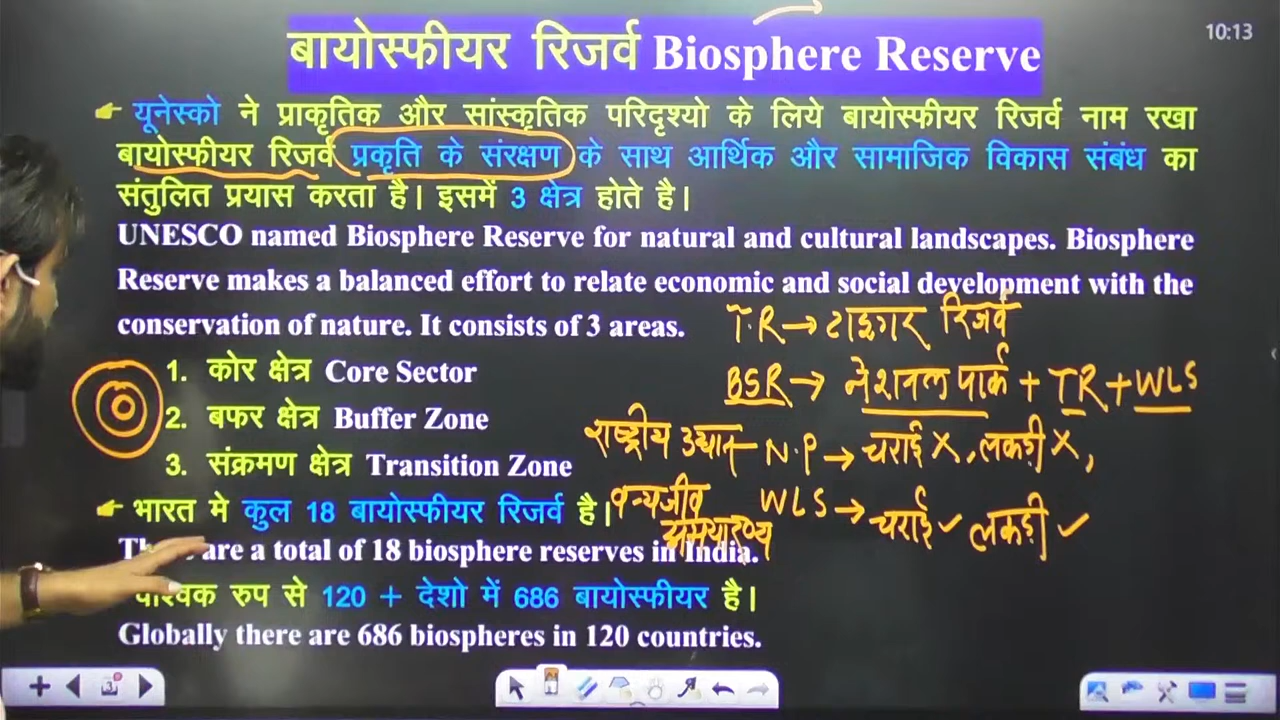 10:13
बायोस्फीयर रिजर्व Biosphere Reserve
यूनेस्को ने प्राकृतिक और सांस्कृतिक परिदृश्यो के लिये बायोस्फीयर रिजर्व नाम रखा
बायोस्फीयर रिजर्व प्रकृति के संरक्षण के साथ आर्थिक और सामाजिक विकास संबंध का
संतुलित प्रयास करता है। इसमें 3 क्षेत्र होते है।
UNESCO named Biosphere Reserve for natural and cultural landscapes. Biosphere
Reserve makes a balanced effort to relate economic and social development with the
conservation of nature. It consists of 3 areas.
T.R→ टाइगर रिजर्व
1. कोर क्षेत्र Core Sector
BSR→ नेशनल पार्क + TR + WLS
2. बफर क्षेत्र Buffer Zone
राष्ट्रीय उद्यान – N.P → चराई X, लकड़ी X,
3. संक्रमण क्षेत्र Transition Zone
वन्यजीव WLS → चराई ✓ लकड़ी ✓
अभयारण्य
भारत मे कुल 18 बायोस्फीयर रिजर्व है।
are a total of 18 biosphere reserves in India.
रुप से 120 + देशो में 686 बायोस्फीयर है।
Globally there are 686 biospheres in 120 countries.
3